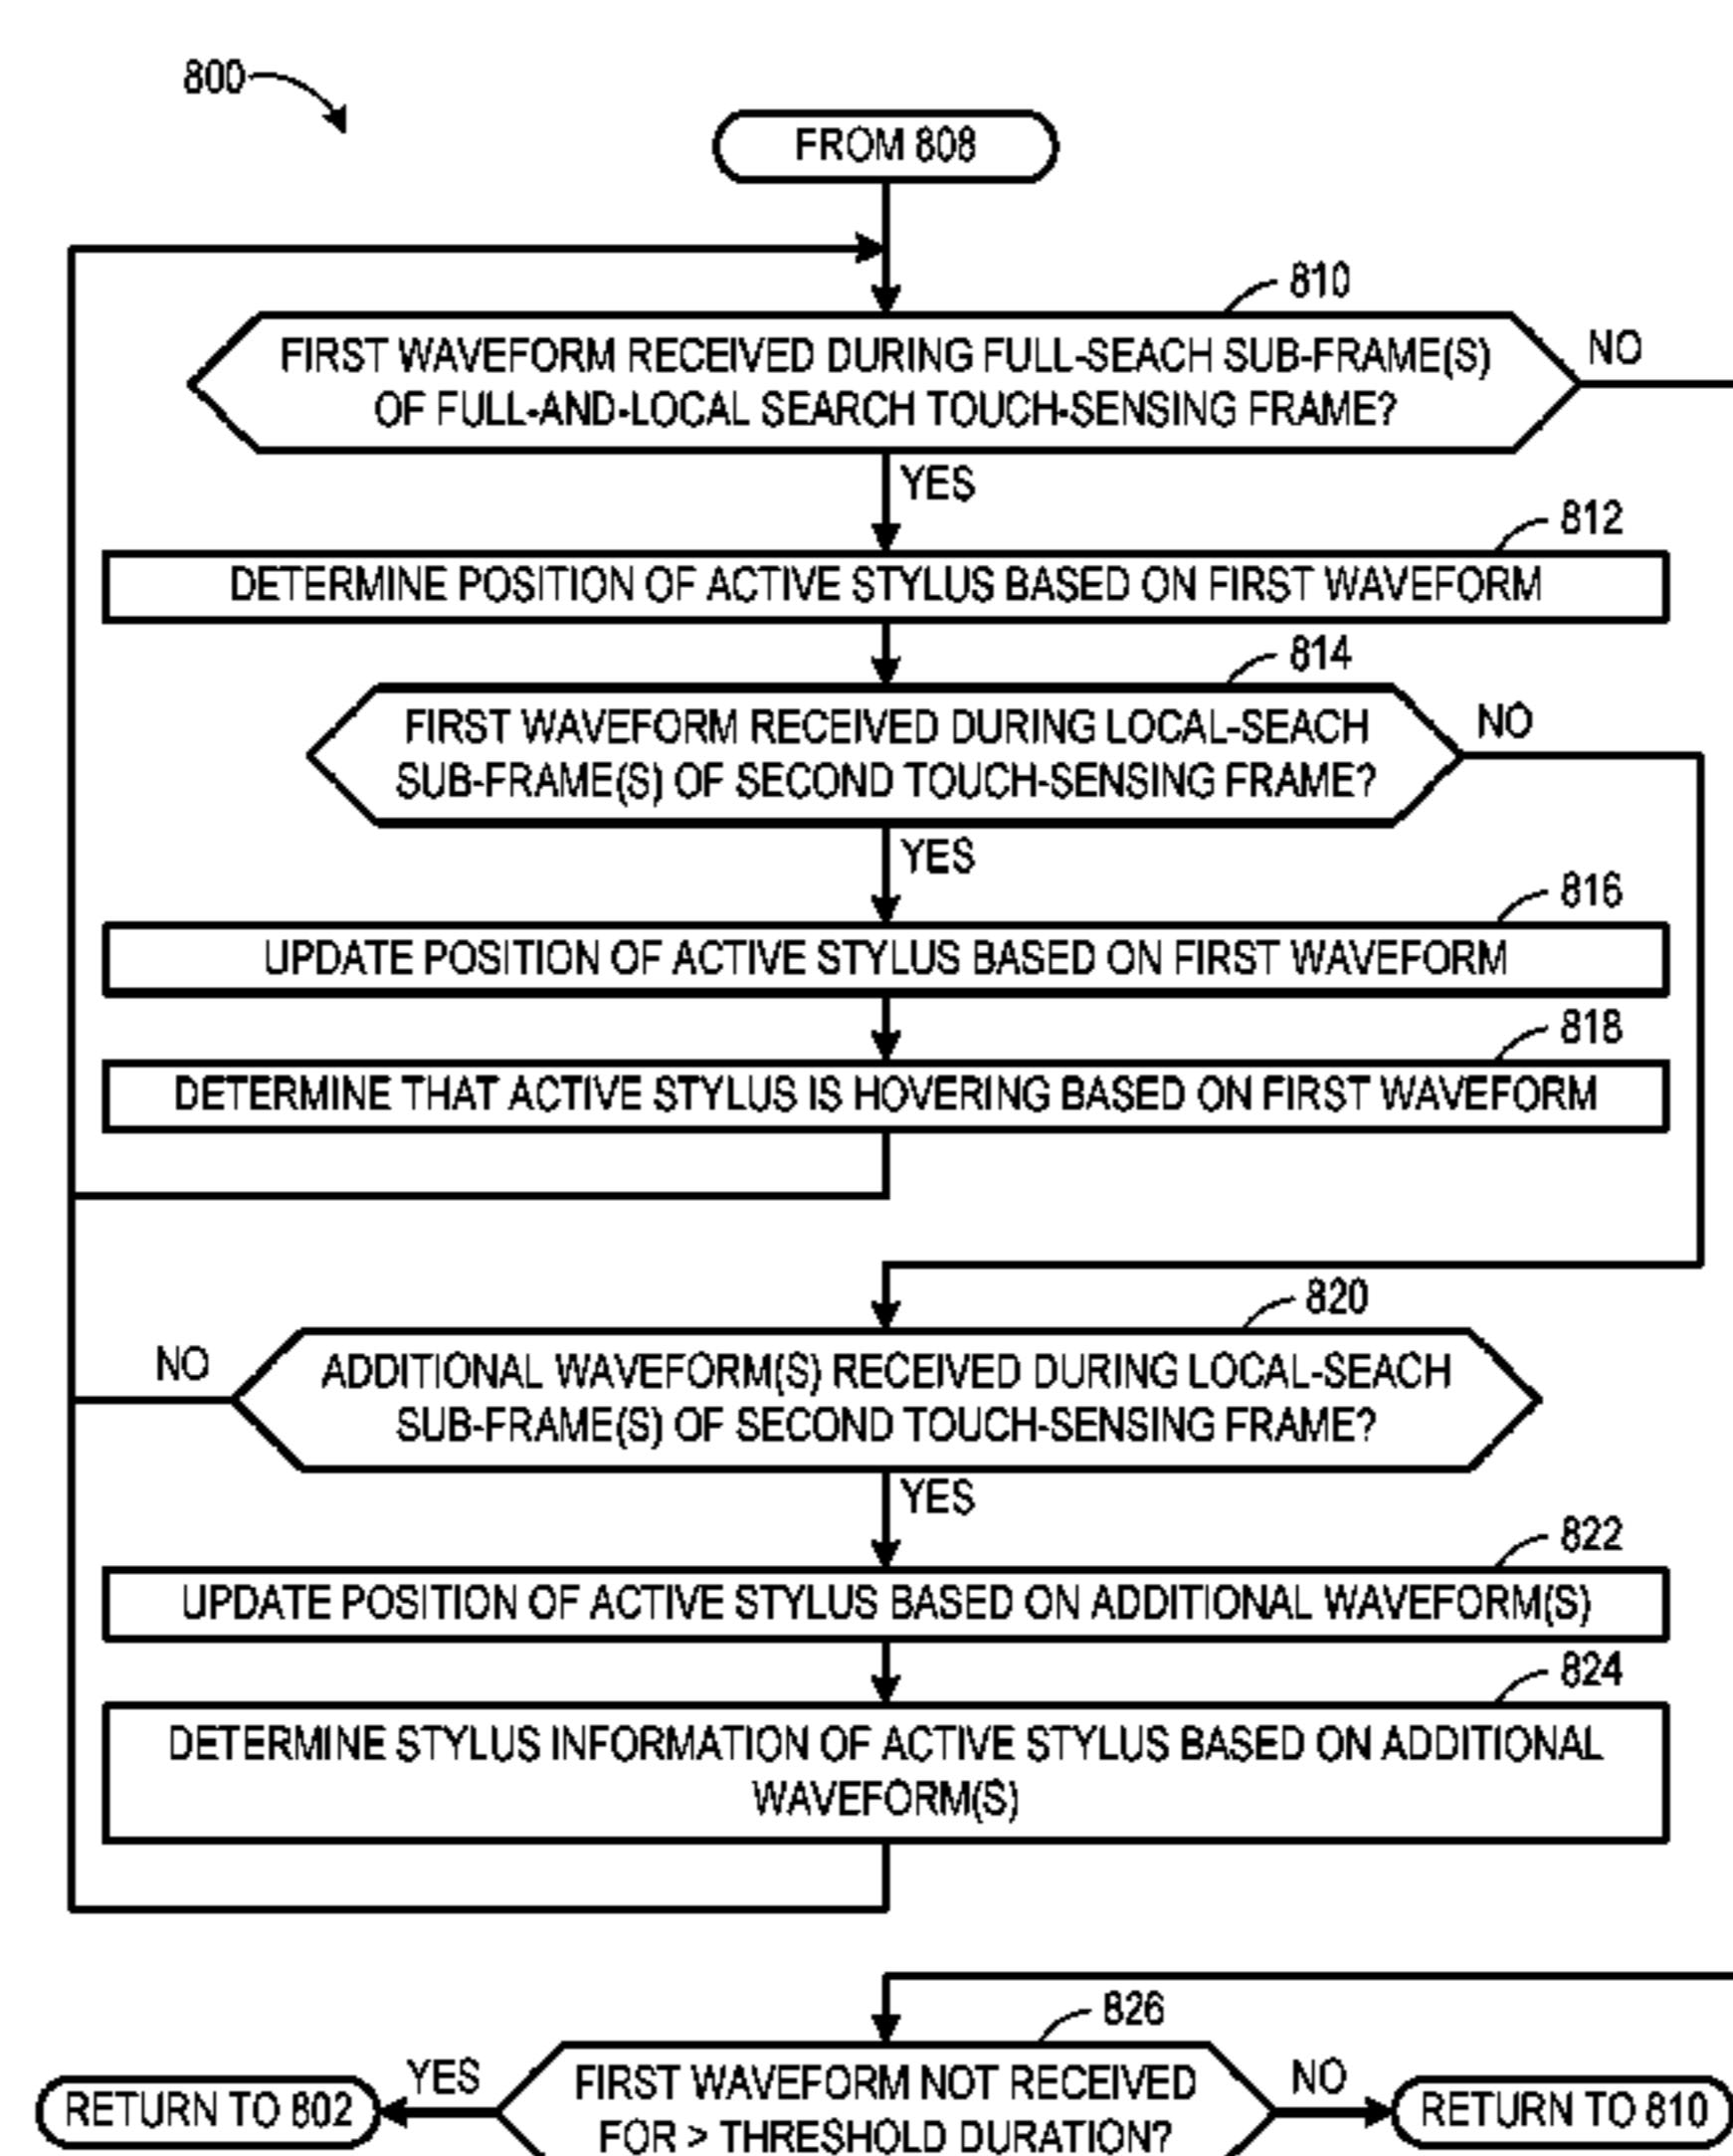 800
FROM 808
810
FIRST WAVEFORM RECEIVED DURING FULL-SEACH SUB-FRAME(S)
OF FULL-AND-LOCAL SEARCH TOUCH-SENSING FRAME?
NO
YES
812
DETERMINE POSITION OF ACTIVE STYLUS BASED ON FIRST WAVEFORM
814
FIRST WAVEFORM RECEIVED DURING LOCAL-SEACH
SUB-FRAME(S) OF SECOND TOUCH-SENSING FRAME?
NO
YES
816
UPDATE POSITION OF ACTIVE STYLUS BASED ON FIRST WAVEFORM
818
DETERMINE THAT ACTIVE STYLUS IS HOVERING BASED ON FIRST WAVEFORM
820
NO
ADDITIONAL WAVEFORM(S) RECEIVED DURING LOCAL-SEACH
SUB-FRAME(S) OF SECOND TOUCH-SENSING FRAME?
YES
822
UPDATE POSITION OF ACTIVE STYLUS BASED ON ADDITIONAL WAVEFORM(S)
824
DETERMINE STYLUS INFORMATION OF ACTIVE STYLUS BASED ON ADDITIONAL
WAVEFORM(S)
826
RETURN TO 802
YES
FIRST WAVEFORM NOT RECEIVED
FOR > THRESHOLD DURATION?
NO
RETURN TO 810